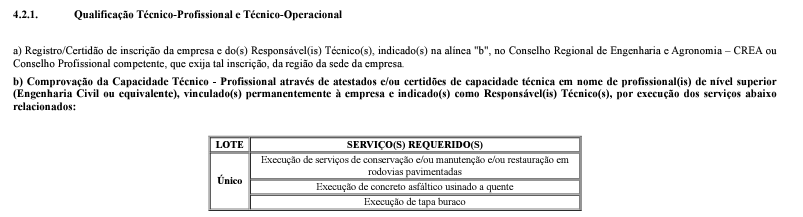 4.2.1. Qualificação Técnico-Profissional e Técnico-Operacional
a) Registro/Certidão de inscrição da empresa e do(s) Responsável(is) Técnico(s), indicado(s) na alínea "b", no Conselho Regional de Engenharia e Agronomia – CREA ou
Conselho Profissional competente, que exija tal inscrição, da região da sede da empresa.
b) Comprovação da Capacidade Técnico - Profissional através de atestados e/ou certidões de capacidade técnica em nome de profissional(is) de nível superior
(Engenharia Civil ou equivalente), vinculado(s) permanentemente à empresa e indicado(s) como Responsável(is) Técnico(s), por execução dos serviços abaixo
relacionados:
LOTE SERVIÇO(S) REQUERIDO(S)
Único
Execução de serviços de conservação e/ou manutenção e/ou restauração em
rodovias pavimentadas
Execução de concreto asfáltico usinado a quente
Execução de tapa buraco